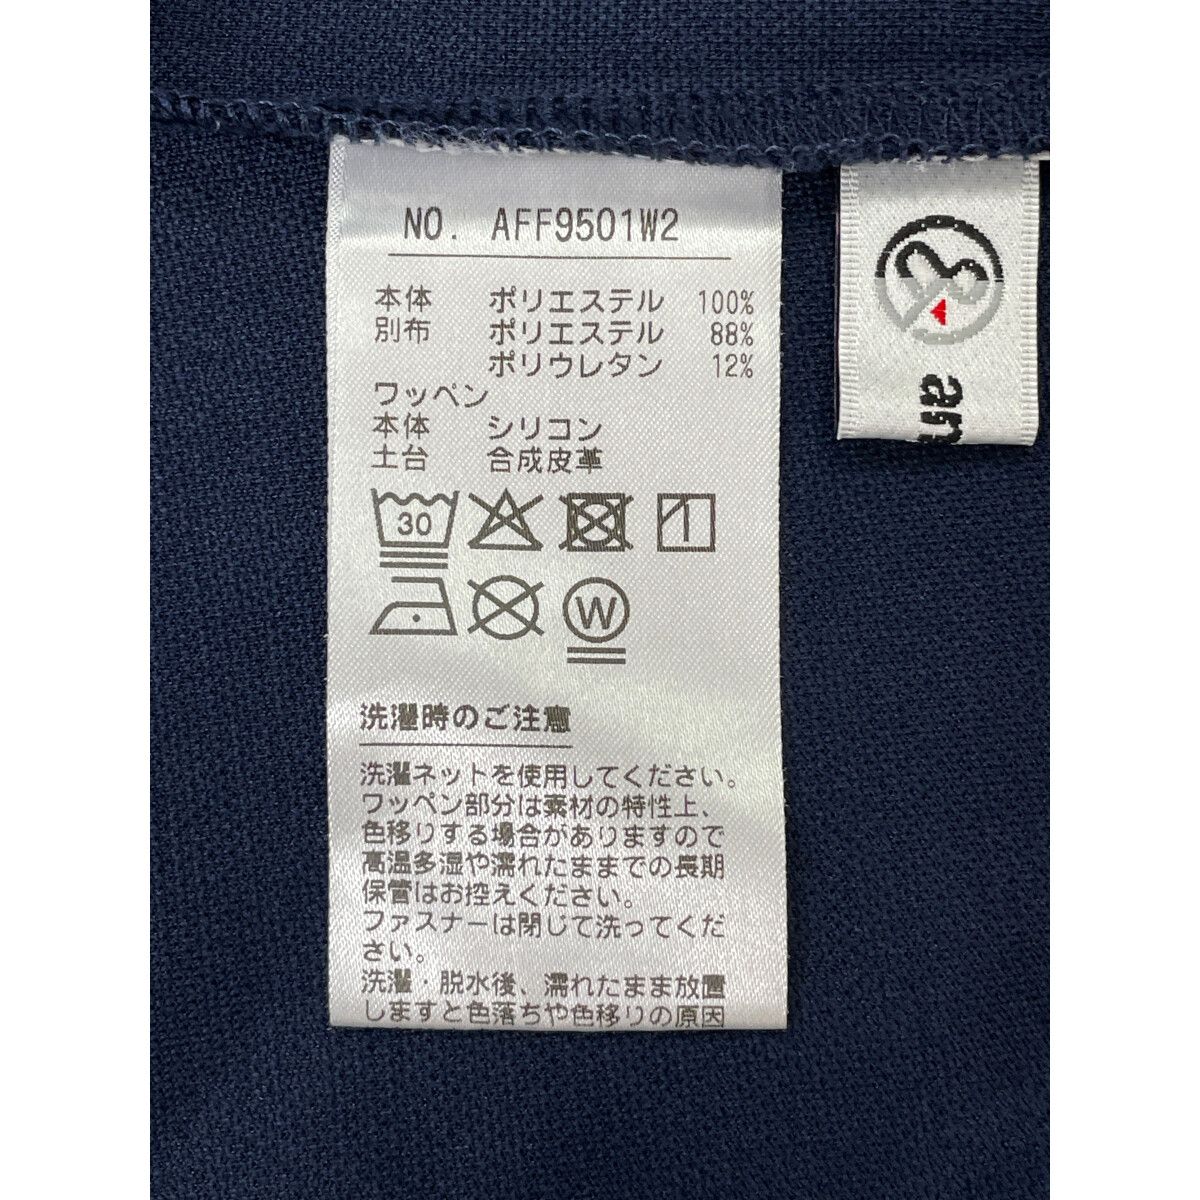 NO. AFF9501W2
本体 ポリエステル 100%
別布 ポリエステル 88%
ポリウレタン 12%
ワッペン
本体 シリコン
土台 合成皮革
30
W
洗濯時のご注意
洗濯ネットを使用してください。
ワッペン部分は素材の特性上、
色移りする場合がありますので
高温多湿や濡れたままでの長期
保管はお控えください。
ファスナーは閉じて洗ってくだ
さい。
洗濯・脱水後、濡れたまま放置
しますと色落ちや色移りの原因